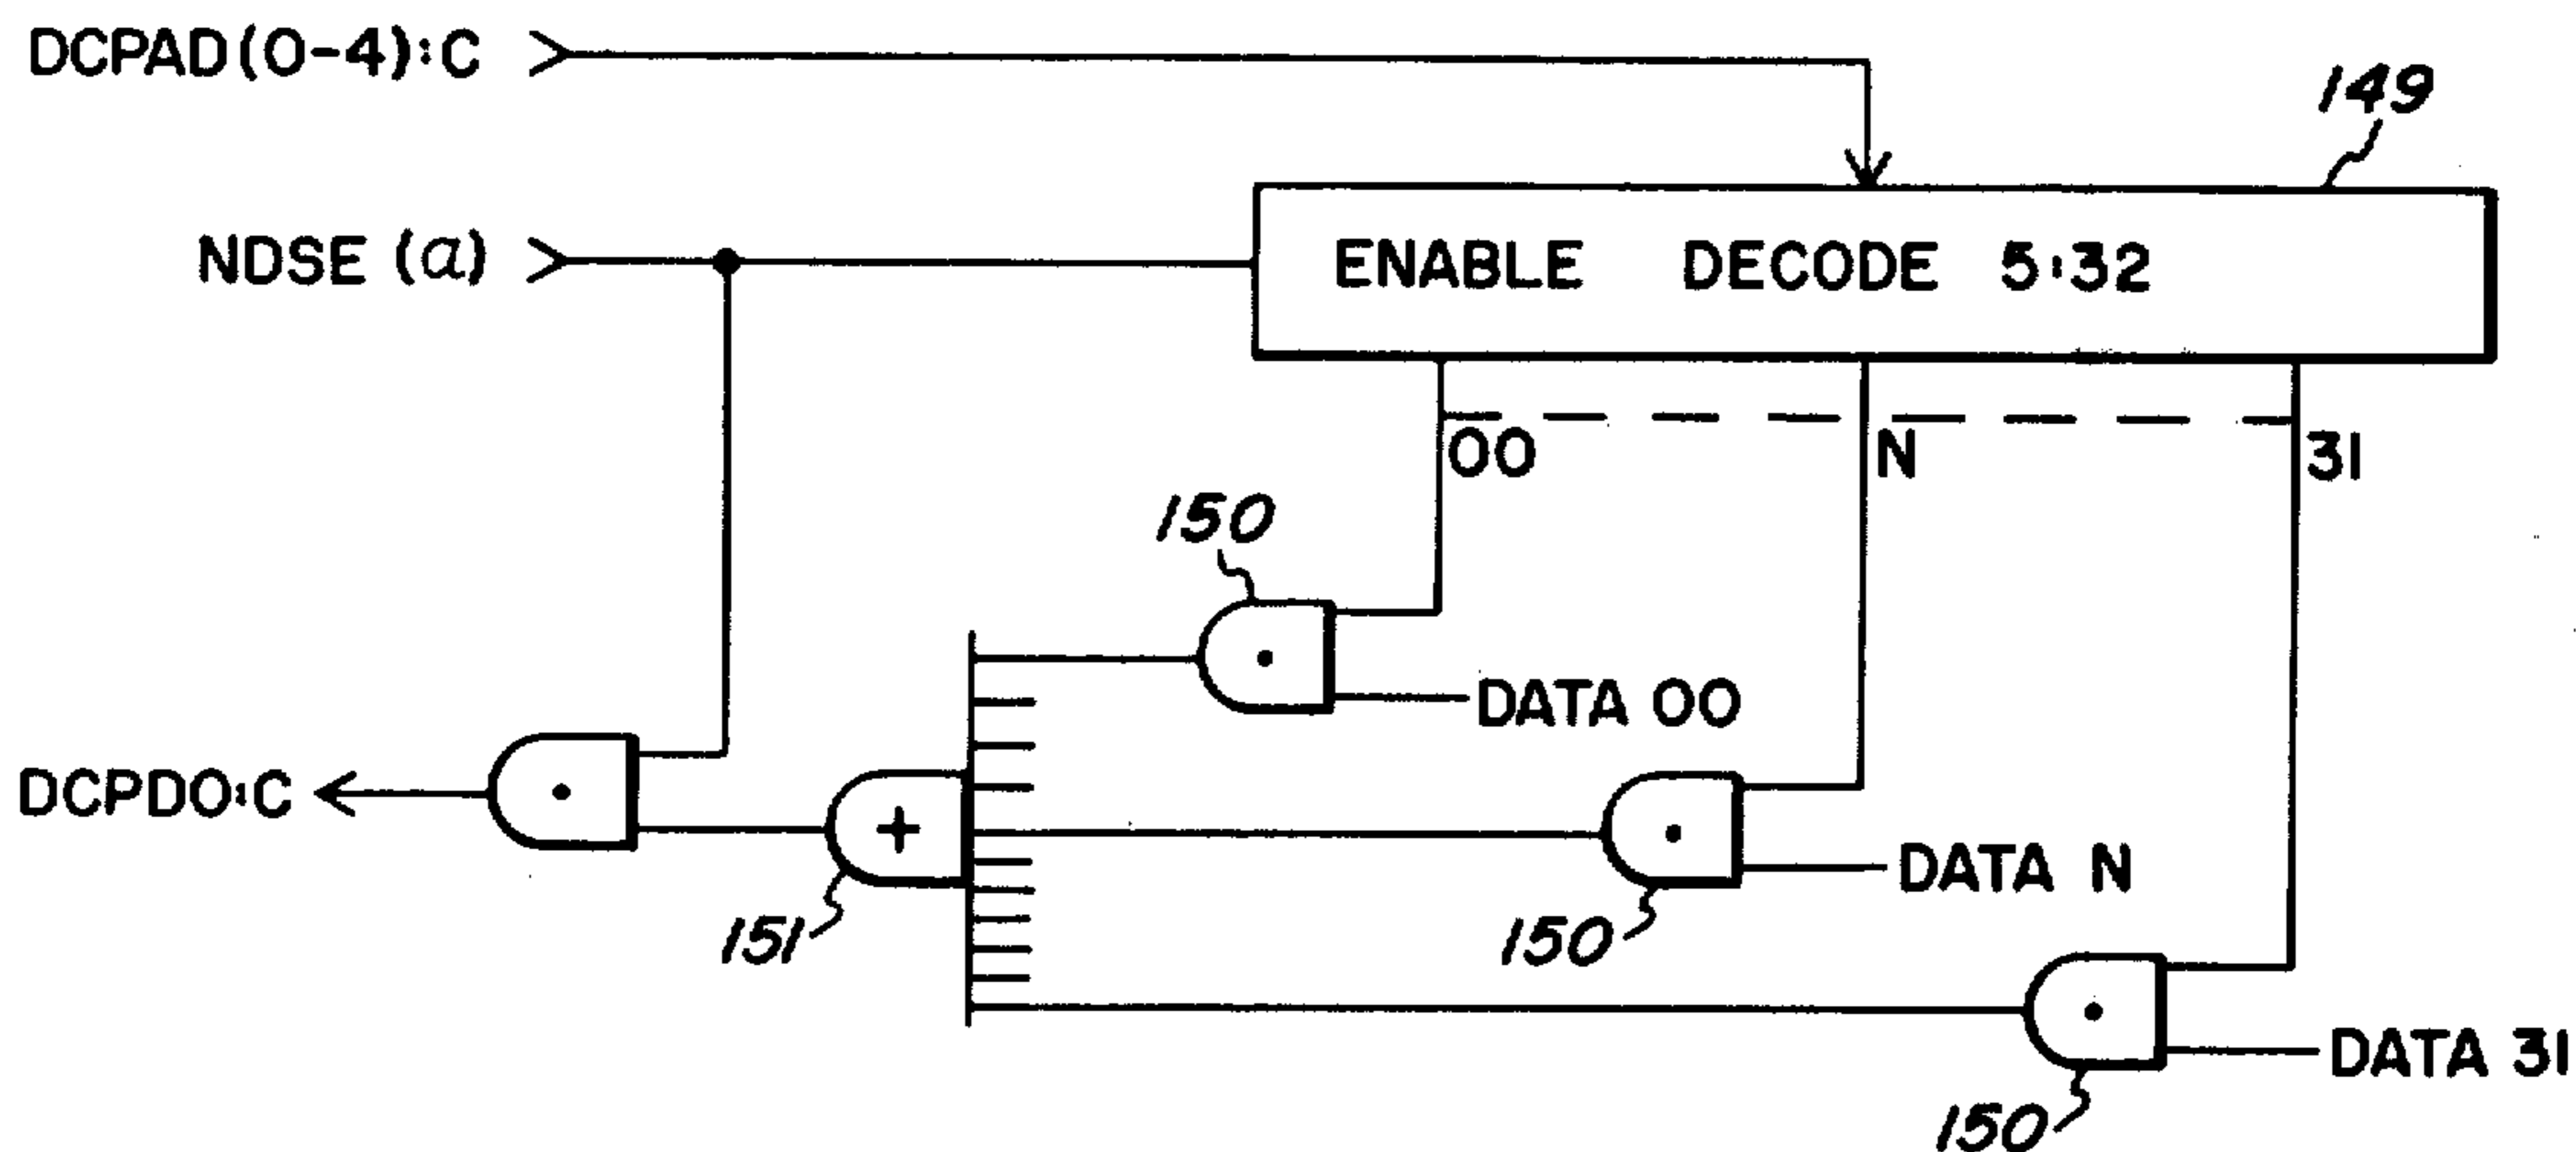 DCPAD(0-4):C
149
NDSE (a)
ENABLE DECODE 5:32
00
N
31
150
DATA 00
DCPDO:C
+
DATA N
151
150
DATA 31
150